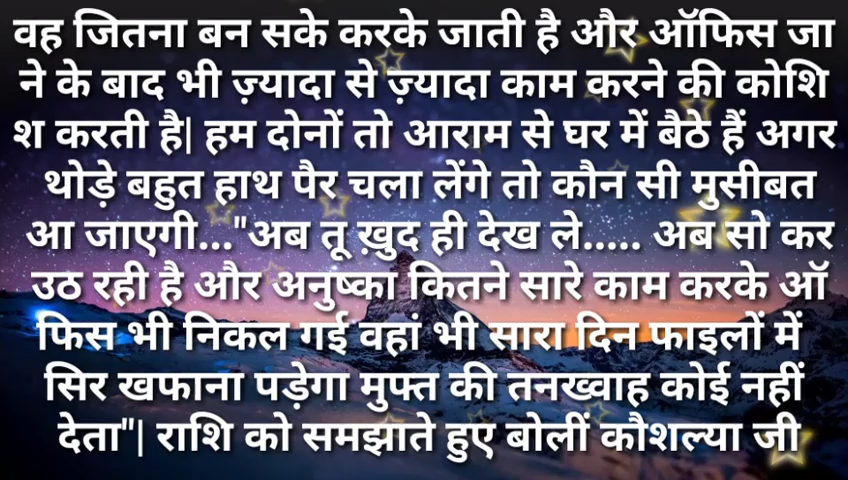 वह जितना बन सके करके जाती है और ऑफिस जा
ने के बाद भी ज़्यादा से ज़्यादा काम करने की कोशि
श करती है| हम दोनों तो आराम से घर में बैठे हैं अगर
थोड़े बहुत हाथ पैर चला लेंगे तो कौन सी मुसीबत
आ जाएगी..."अब तू ख़ुद ही देख ले..... अब सो कर
उठ रही है और अनुष्का कितने सारे काम करके ऑ
फिस भी निकल गई वहां भी सारा दिन फाइलों में
सिर खफाना पड़ेगा मुफ्त की तनख्वाह कोई नहीं
देता"| राशि को समझाते हुए बोलीं कौशल्या जी